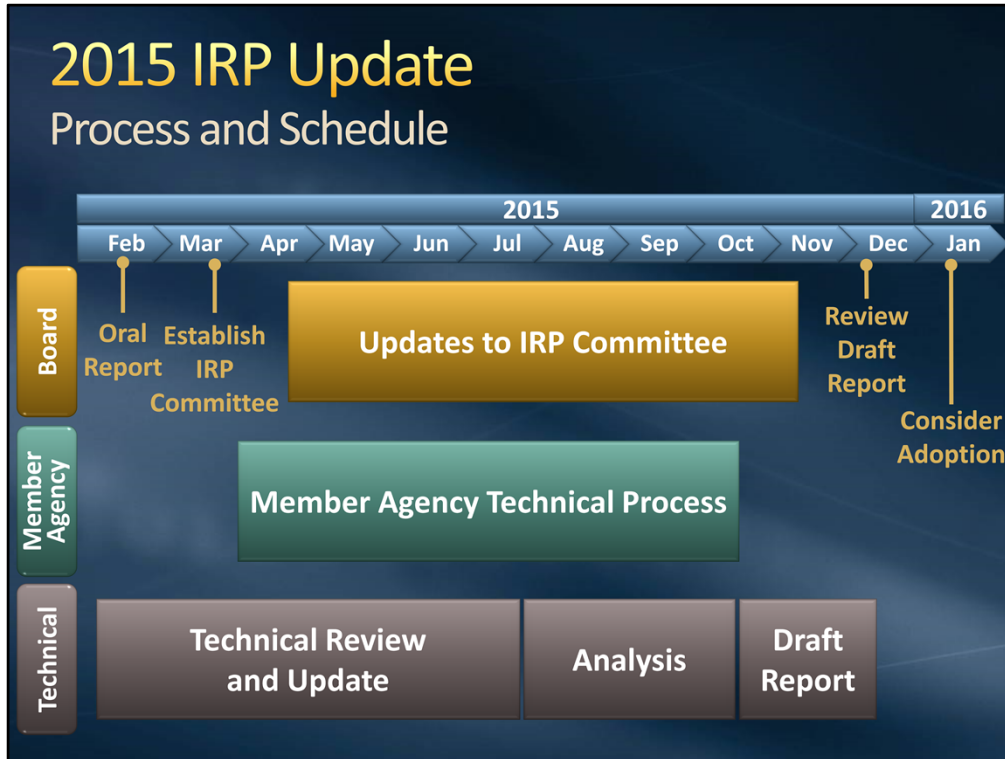 2015 IRP Update
Process and Schedule
2015
2016
Feb
Mar
Apr
May
Jun
Jul
Aug
Sep
Oct
Nov
Dec
Jan
Board
Oral
Report
Establish
IRP
Committee
Updates to IRP Committee
Review
Draft
Report
Consider
Adoption
Member
Agency
Member Agency Technical Process
Technical
Technical Review
and Update
Analysis
Draft
Report